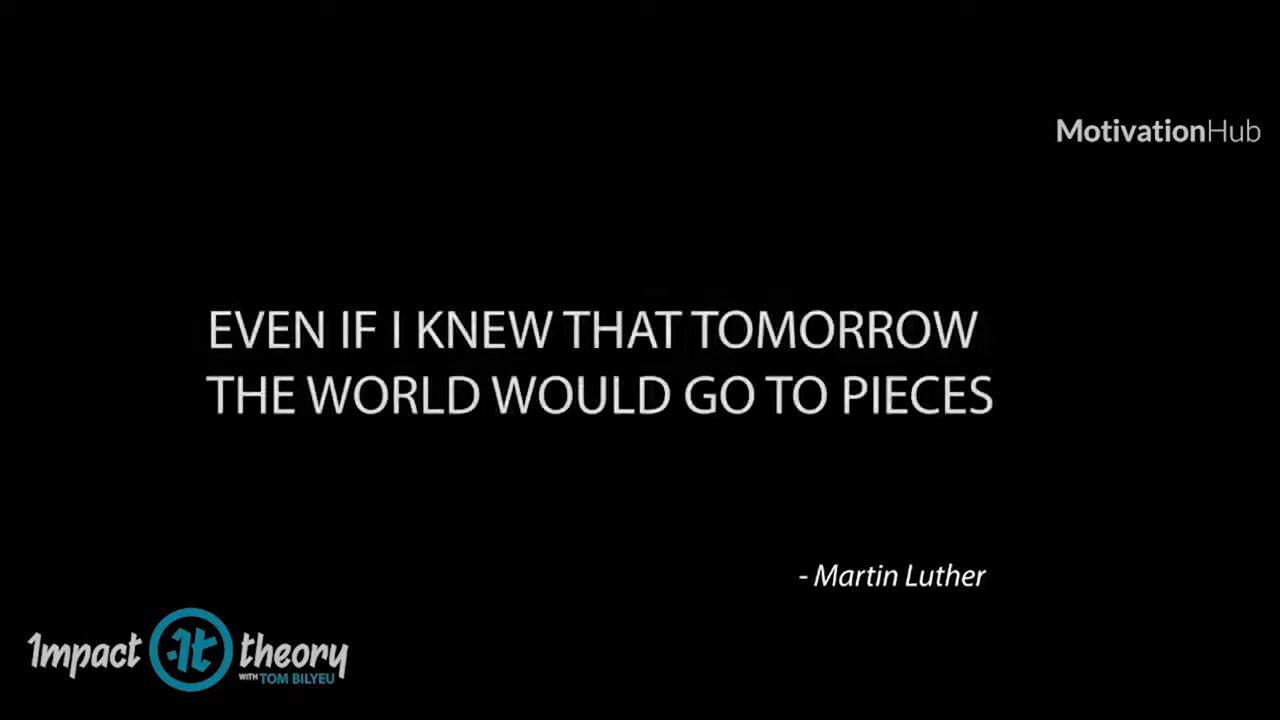 MotivationHub
EVEN IF I KNEW THAT TOMORROW
THE WORLD WOULD GO TO PIECES
- Martin Luther
Impact It theory
WITH TOM BILYEU